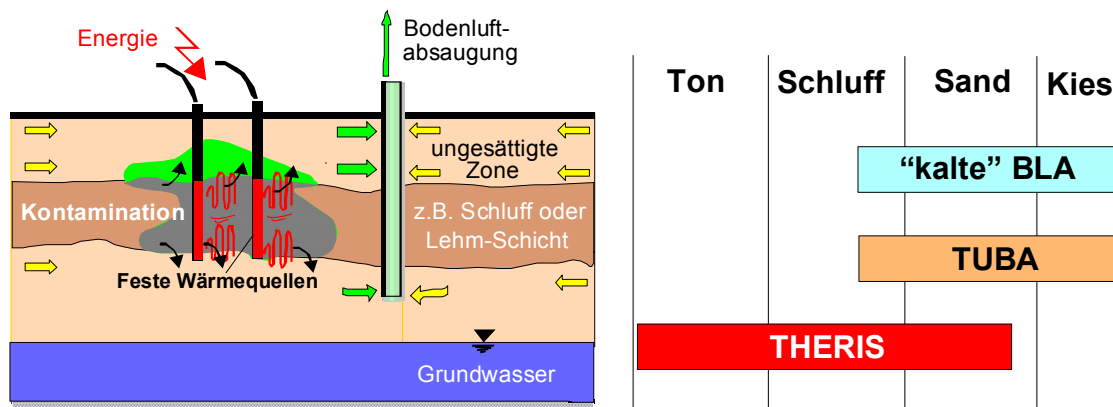 Energie
Bodenluft-
absaugung
ungesättigte
Zone
Kontamination
z.B. Schluff oder
Lehm-Schicht
Feste Wärmequellen
Grundwasser
Ton Schluff Sand Kies
“kalte” BLA
TUBA
THERIS